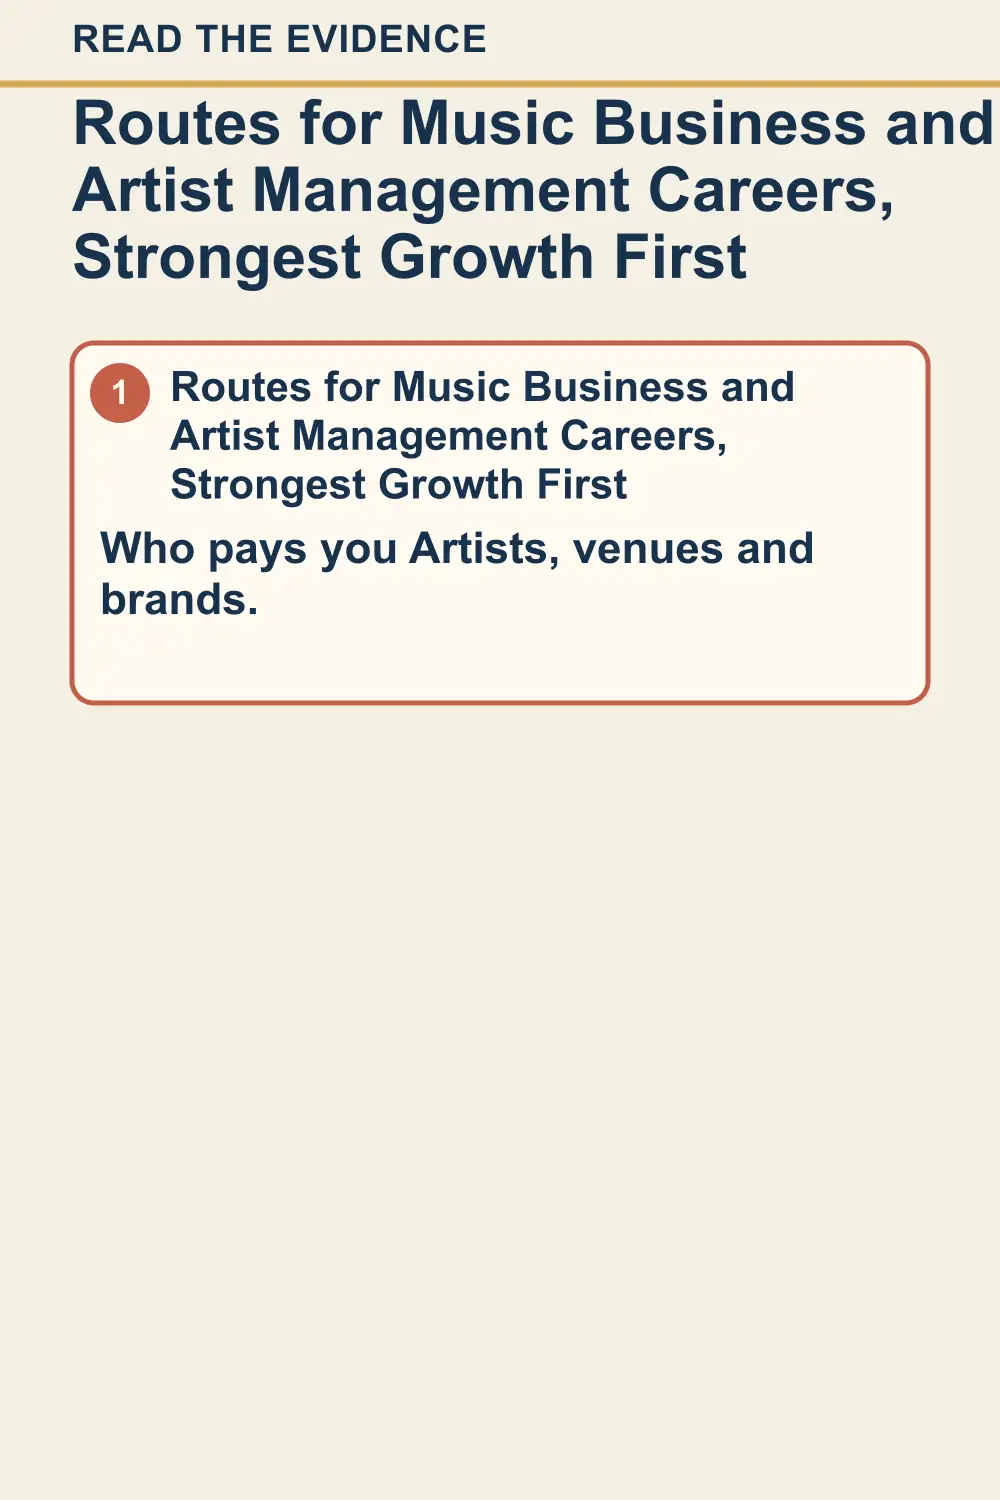 READ THE EVIDENCE
Routes for Music Business and
Artist Management Careers,
Strongest Growth First
1
Routes for Music Business and
Artist Management Careers,
Strongest Growth First
Who pays you Artists, venues and
brands.